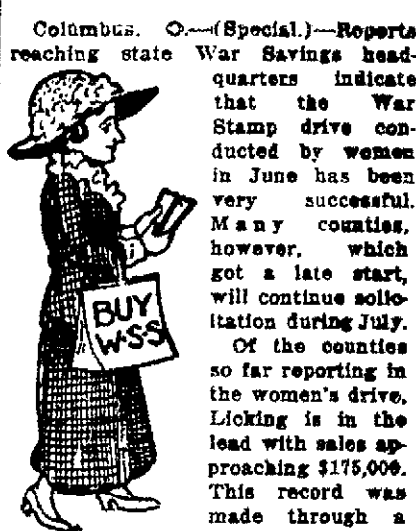 Columbus. O.—(Special.)—Reports
reaching state War Savings head-
quarters indicate
that the War
Stamp drive con-
ducted by women
in June has been
very successful.
Many counties,
however, which
got a late start,
will continue solic-
itation during July.
Of the counties
so far reporting in
the women's drive,
Licking is in the
lead with sales ap-
proaching $175,000.
This record was
made through a
BUY
W·S·S